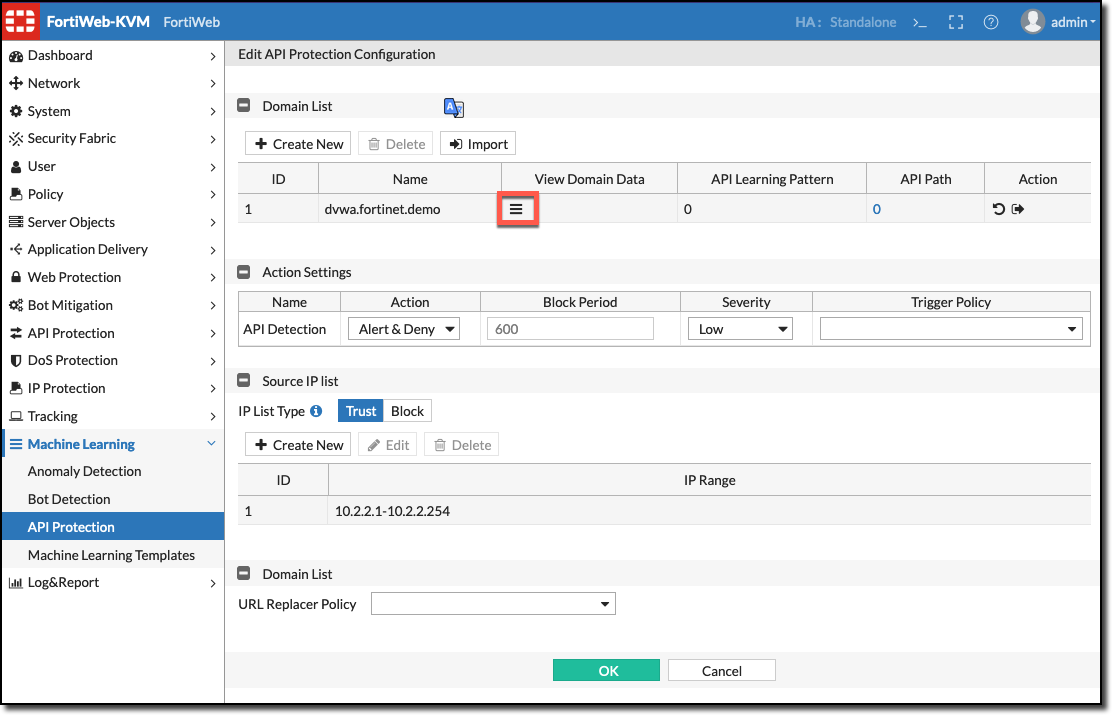 FortiWeb-KVM FortiWeb HA: Standalone >_ admin
Dashboard
Network
System
Security Fabric
User
Policy
Server Objects
Application Delivery
Web Protection
Bot Mitigation
API Protection
DoS Protection
IP Protection
Tracking
Machine Learning
Anomaly Detection
Bot Detection
API Protection
Machine Learning Templates
Log&Report
Edit API Protection Configuration
Domain List
Create New Delete Import
ID Name View Domain Data API Learning Pattern API Path Action
1 dvwa.fortinet.demo 0 0
Action Settings
Name Action Block Period Severity Trigger Policy
API Detection Alert & Deny 600 Low
Source IP list
IP List Type Trust Block
Create New Edit Delete
ID IP Range
1 10.2.2.1-10.2.2.254
Domain List
URL Replacer Policy
OK Cancel